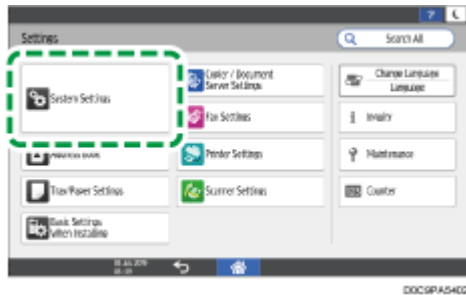 ?
Settings
Search All
System Settings
Copier / Document
Server Settings
Change Language
Language
Fax Settings
i Inquiry
Address Book
Printer Settings
Maintenance
Tray/Paper Settings
Scanner Settings
Counter
Basic Settings
When Installing
D0C9PA5402